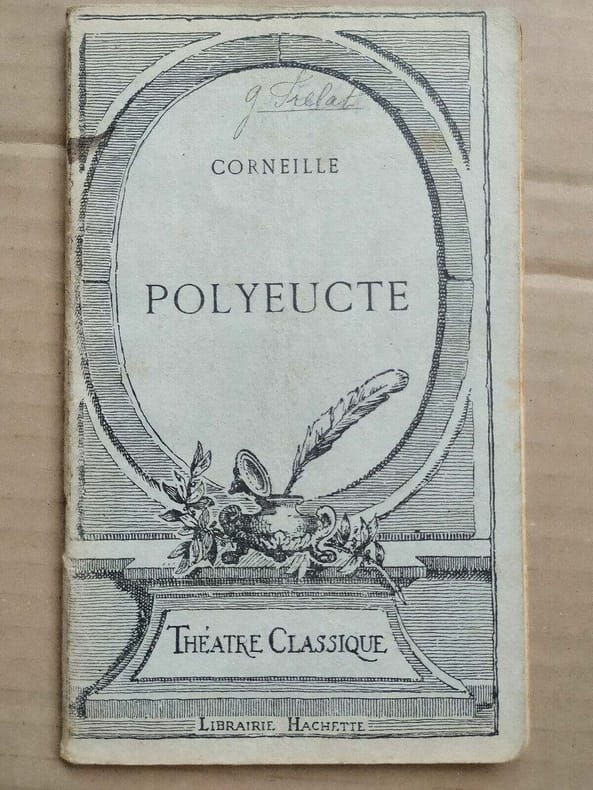 CORNEILLE
POLYEUCTE
THÉATRE CLASSIQUE
LIBRAIRIE HACHETTE